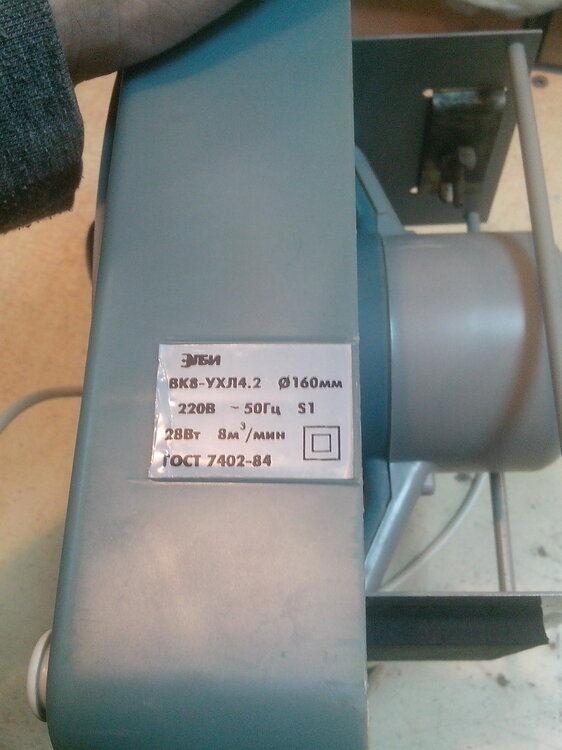 ЭЛБИ
ВК8-УХЛ4.2 Ø160мм
220В ~ 50Гц S1
28Вт 8м³/мин
ГОСТ 7402-84